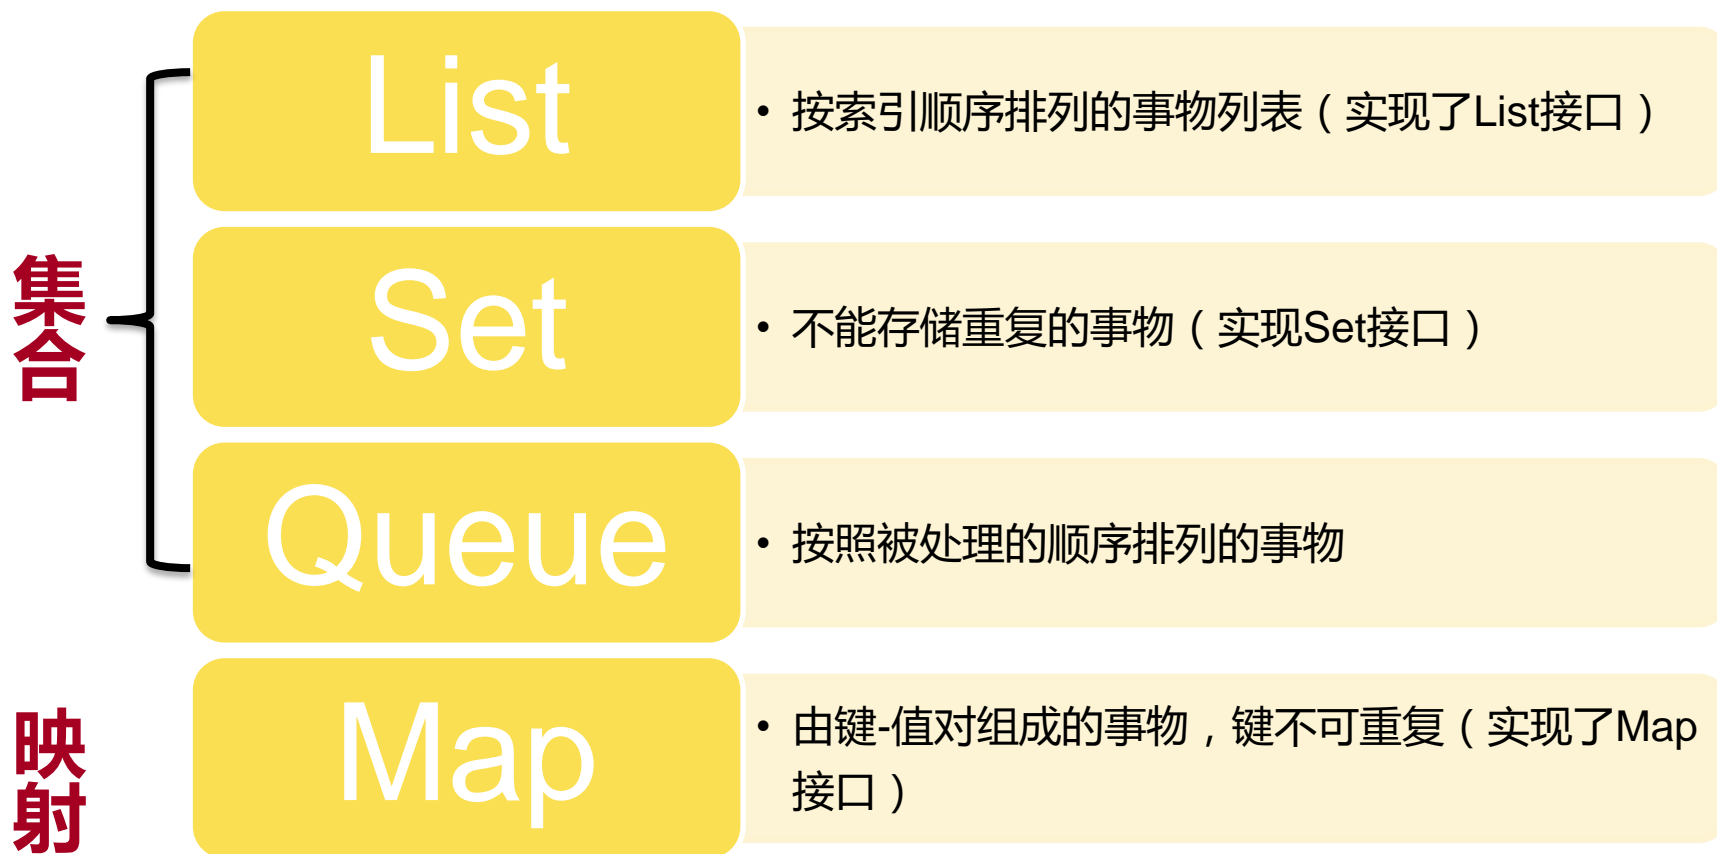 集合
List
• 按索引顺序排列的事物列表（实现了List接口）
Set
• 不能存储重复的事物（实现Set接口）
Queue
• 按照被处理的顺序排列的事物
映射
Map
• 由键-值对组成的事物，键不可重复（实现了Map
接口）